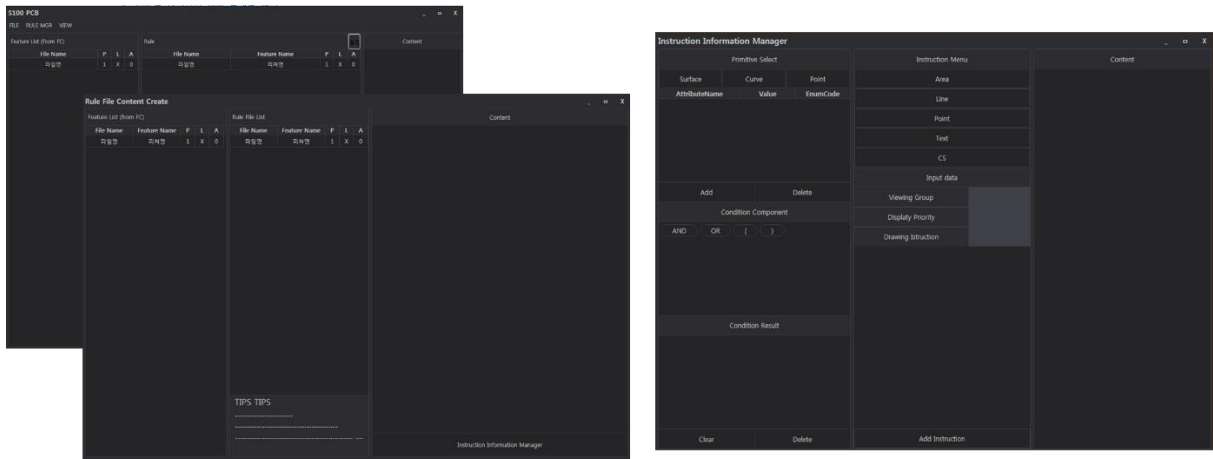 S100 PCB
_ □ X
FILE RULE MGR VIEW
Feature List (From FC) Rule Content
File Name P L A File Name Feature Name P L A
파일명 1 X 0 파일명 피쳐명 1 X 0
Rule File Content Create
_ □ X
Feature List (from FC) Rule File List Content
File Name Feature Name P L A File Name Feature Name P L A
파일명 피쳐명 1 X 0 파일명 피쳐명 1 X 0
TIPS TIPS
Instruction Information Manager
Instruction Information Manager
_ □ X
Primitive Select Instruction Menu Content
Surface Curve Point Area
AttributeName Value EnumCode Line
Point
Text
CS
Input data
Add Delete Viewing Group
Condition Component Displaty Priority
AND OR ( ) Drawing Istruction
Condition Result
Clear Delete Add Instruction